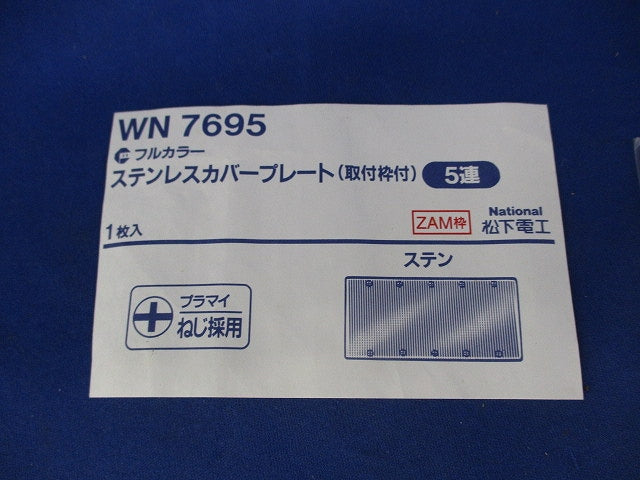 WN 7695
フルカラー
ステンレスカバープレート(取付枠付) 5連
1枚入
ZAM枠
National
松下電工
ステン
プラマイ
ねじ採用